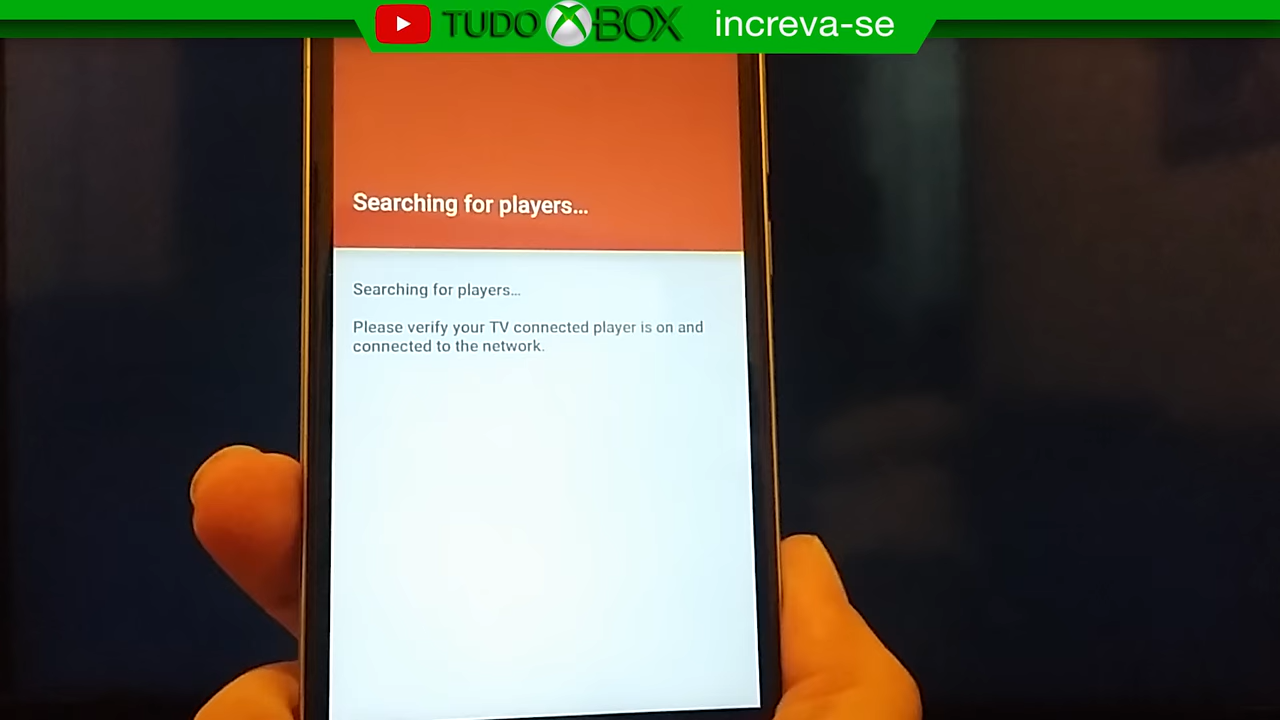 TUDO XBOX increva-se
Searching for players...
Searching for players...
Please verify your TV connected player is on and
connected to the network.